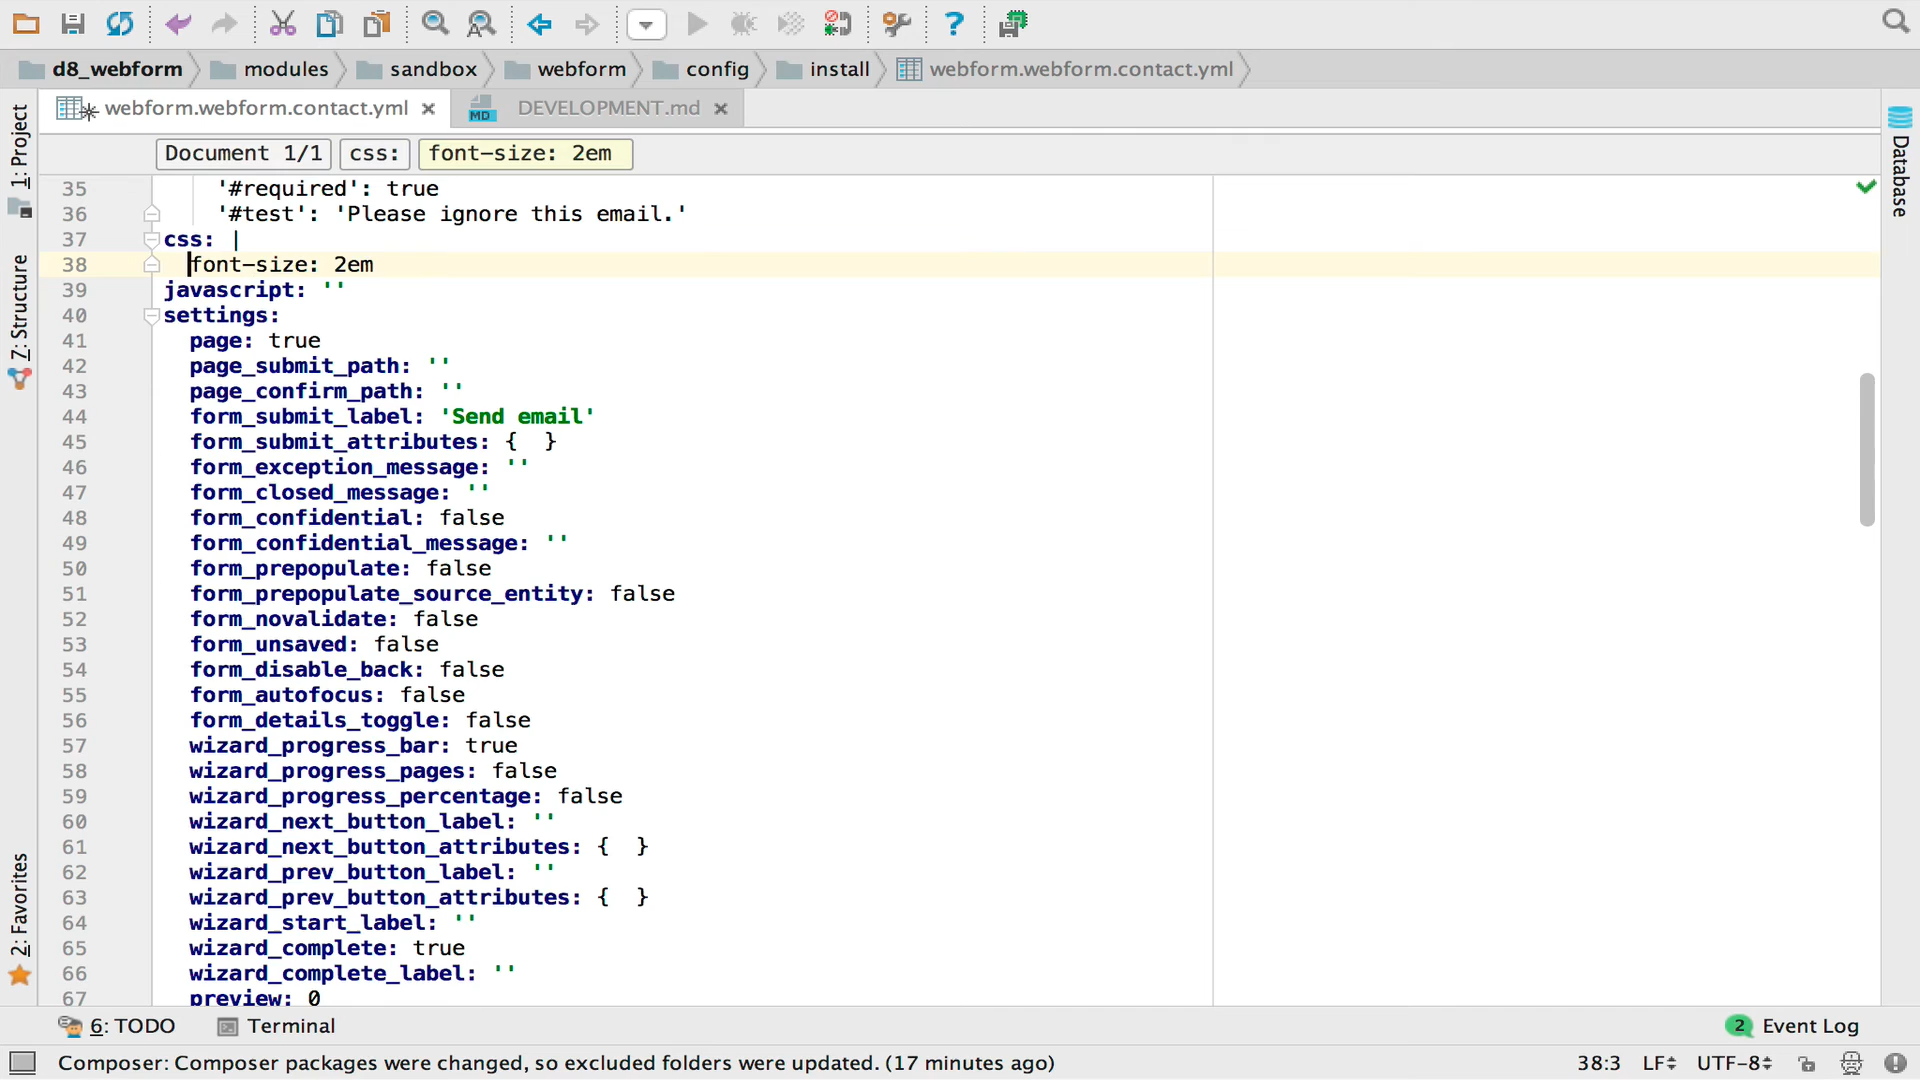 d8_webform modules sandbox webform config install webform.webform.contact.yml
webform.webform.contact.yml DEVELOPMENT.md
MD
1: Project
7: Structure
2: Favorites
Database
Document 1/1 css: font-size: 2em
35 '#required': true
36 '#test': 'Please ignore this email.'
37 css: |
38 font-size: 2em
39 javascript: ''
40 settings:
41 page: true
42 page_submit_path: ''
43 page_confirm_path: ''
44 form_submit_label: 'Send email'
45 form_submit_attributes: { }
46 form_exception_message: ''
47 form_closed_message: ''
48 form_confidential: false
49 form_confidential_message: ''
50 form_prepopulate: false
51 form_prepopulate_source_entity: false
52 form_novalidate: false
53 form_unsaved: false
54 form_disable_back: false
55 form_autofocus: false
56 form_details_toggle: false
57 wizard_progress_bar: true
58 wizard_progress_pages: false
59 wizard_progress_percentage: false
60 wizard_next_button_label: ''
61 wizard_next_button_attributes: { }
62 wizard_prev_button_label: ''
63 wizard_prev_button_attributes: { }
64 wizard_start_label: ''
65 wizard_complete: true
66 wizard_complete_label: ''
67 preview: 0
6: TODO Terminal 2 Event Log
Composer: Composer packages were changed, so excluded folders were updated. (17 minutes ago) 38:3 LF UTF-8